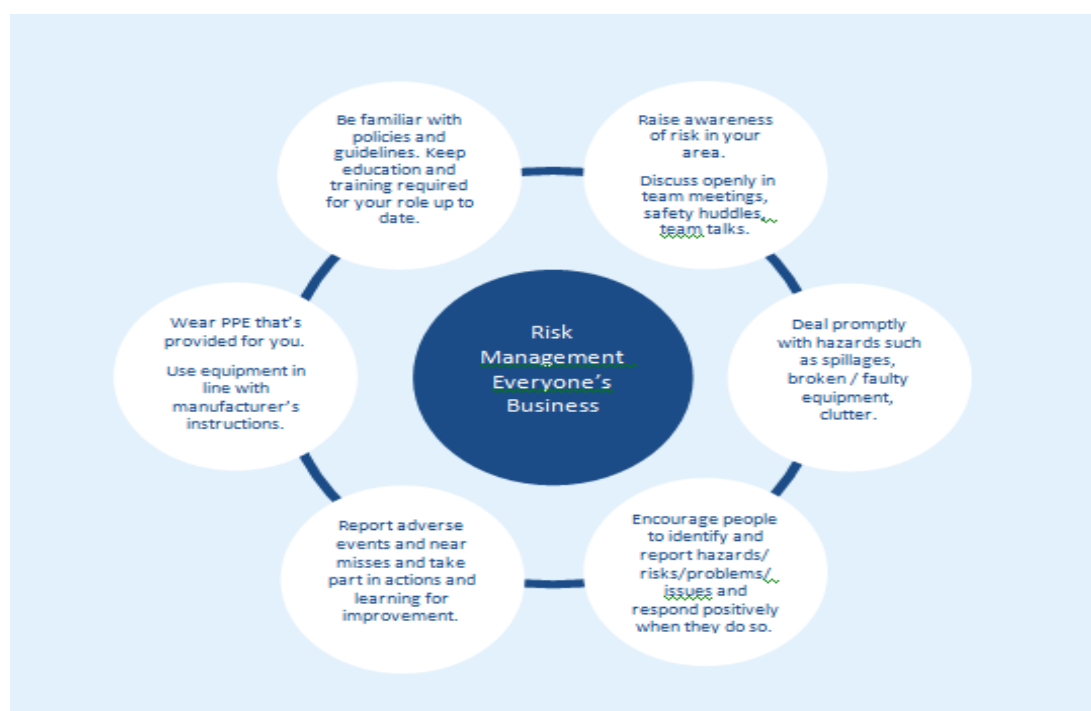 Be familiar with
policies and
guidelines. Keep
education and
training required
for your role up to
date.
Raise awareness
of risk in your
area.
Discuss openly in
team meetings,
safety huddles,
team talks.
Wear PPE that's
provided for you.
Use equipment in
line with
manufacturer's
instructions.
Risk
Management
Everyone's
Business
Deal promptly
with hazards such
as spillages,
broken / faulty
equipment,
clutter.
Report adverse
events and near
misses and take
part in actions and
learning for
improvement.
Encourage people
to identify and
report hazards/
risks/problems/
issues and
respond positively
when they do so.